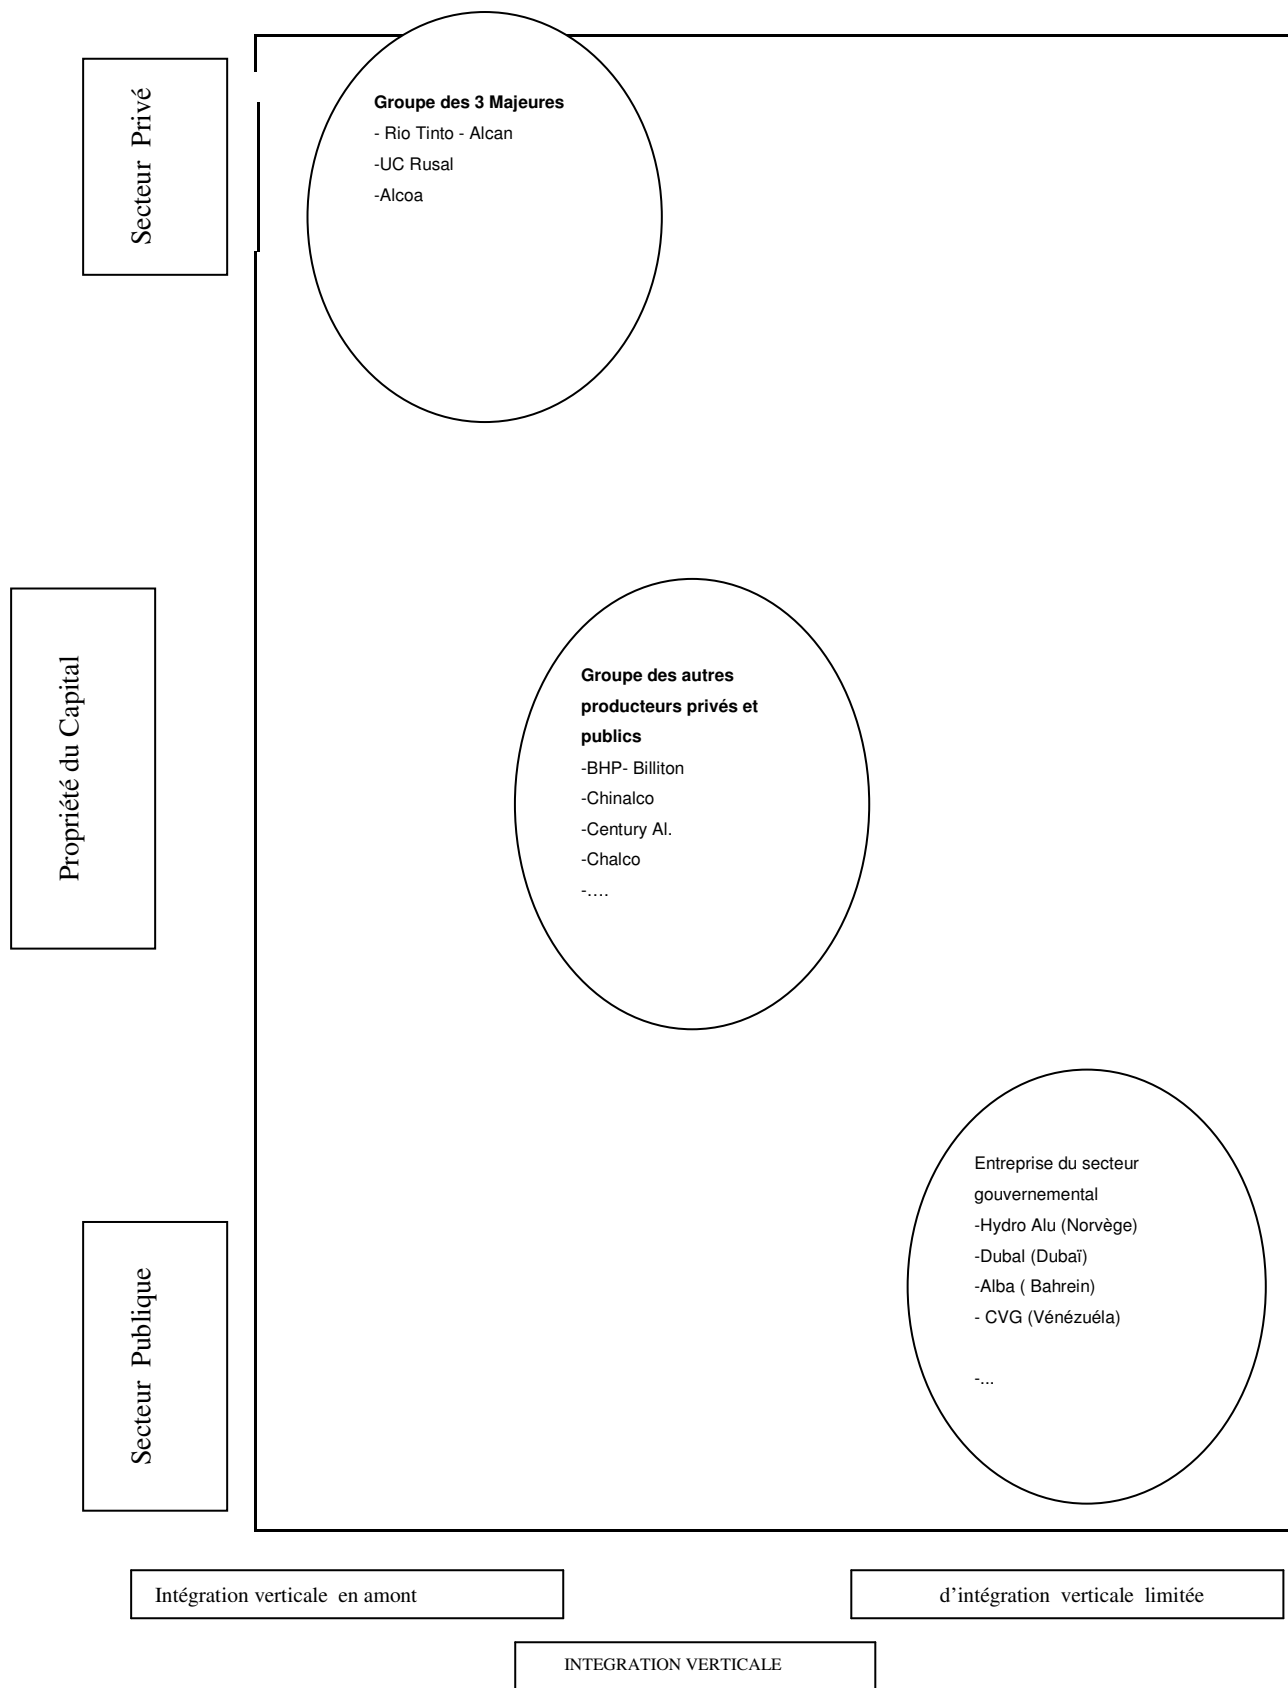 Secteur Privé
Groupe des 3 Majeures
- Rio Tinto - Alcan
-UC Rusal
-Alcoa
Propriété du Capital
Groupe des autres
producteurs privés et
publics
-BHP- Billiton
-Chinalco
-Century Al.
-Chalco
-....
Secteur Publique
Entreprise du secteur
gouvernemental
-Hydro Alu (Norvège)
-Dubal (Dubaï)
-Alba ( Bahrein)
- CVG (Vénézuéla)
-...
Intégration verticale en amont
d'intégration verticale limitée
INTEGRATION VERTICALE